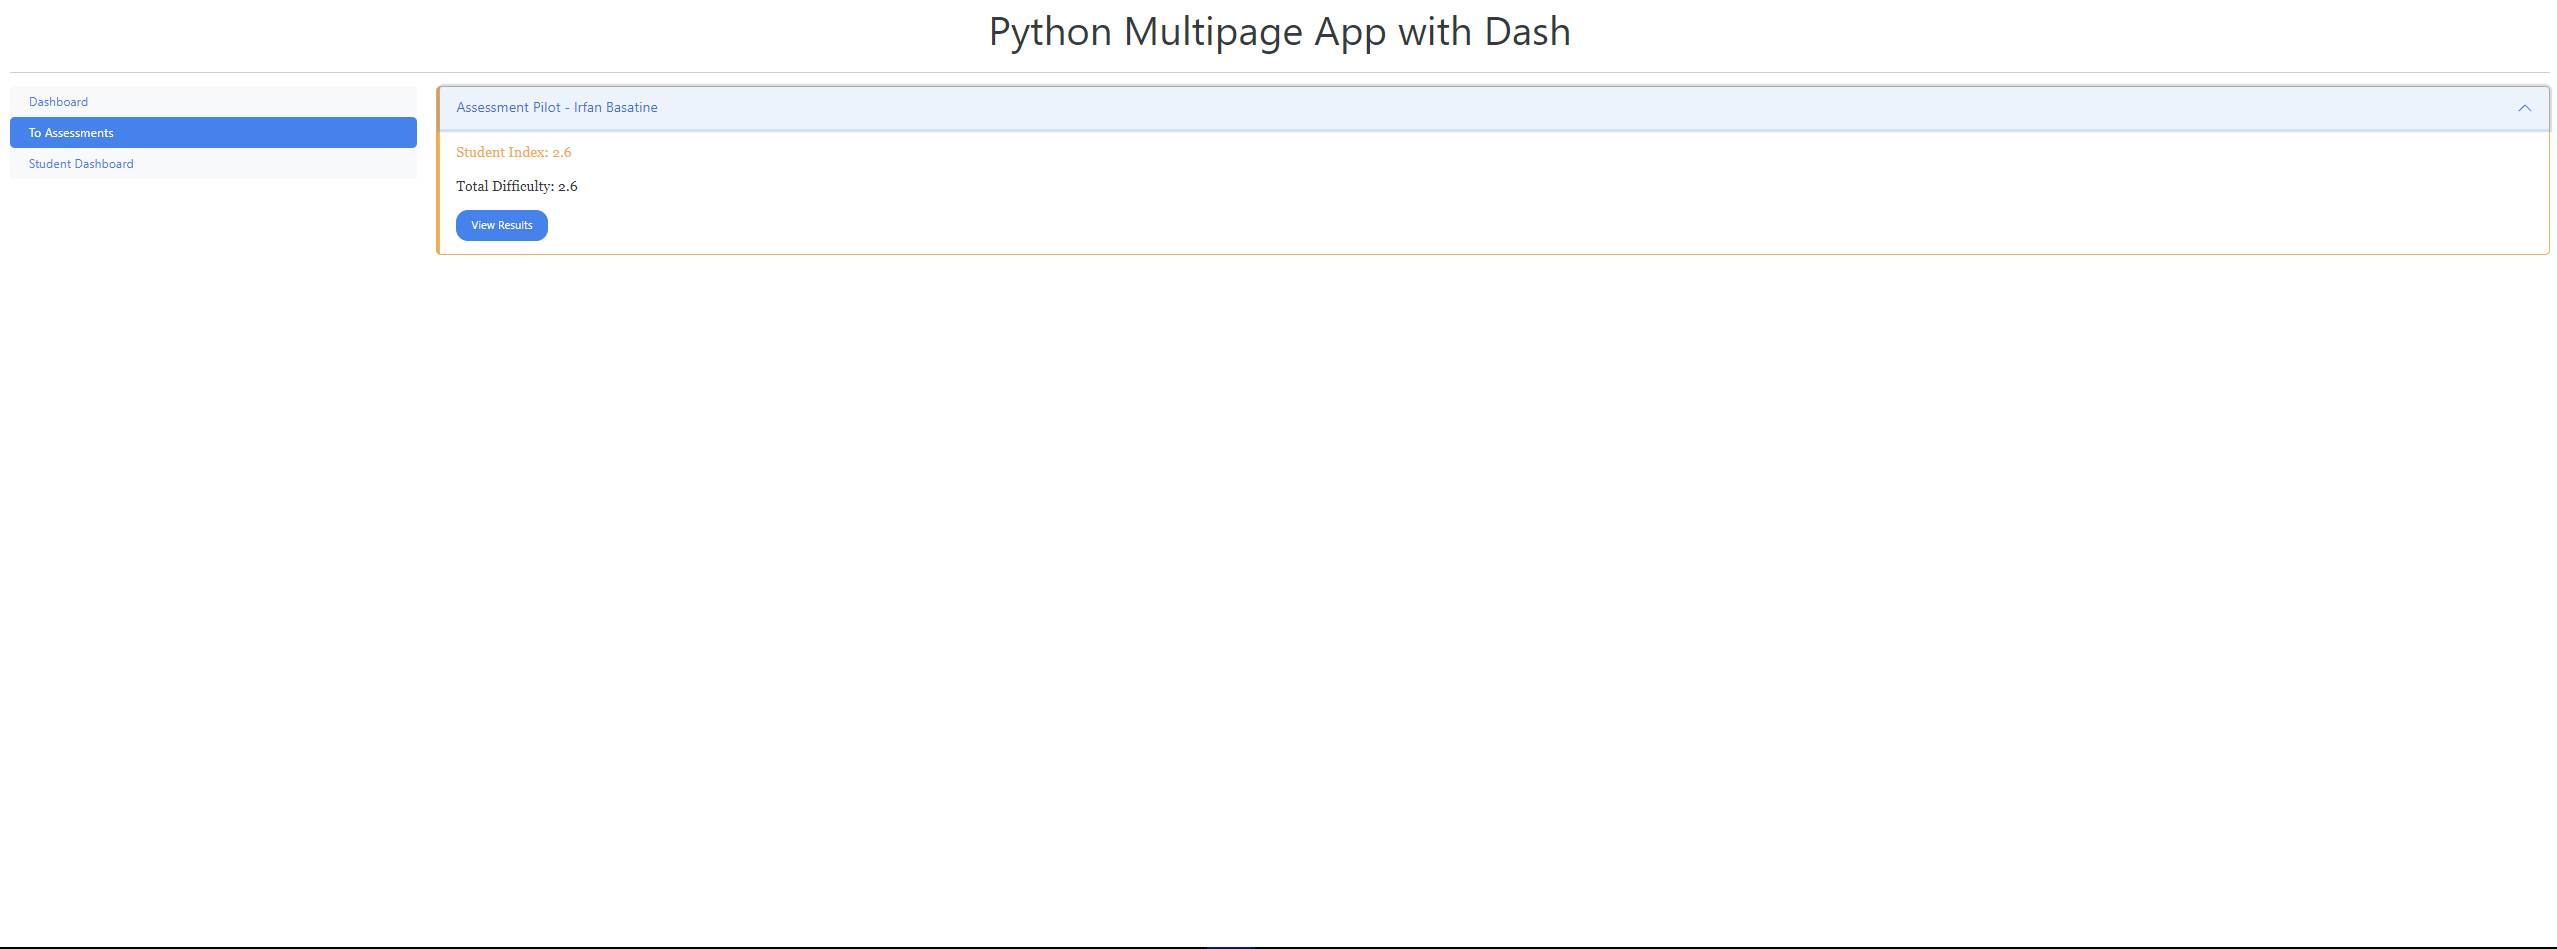 Python Multipage App with Dash
Dashboard
To Assessments
Student Dashboard
Assessment Pilot - Irfan Basatine
Student Index: 2.6
Total Difficulty: 2.6
View Results